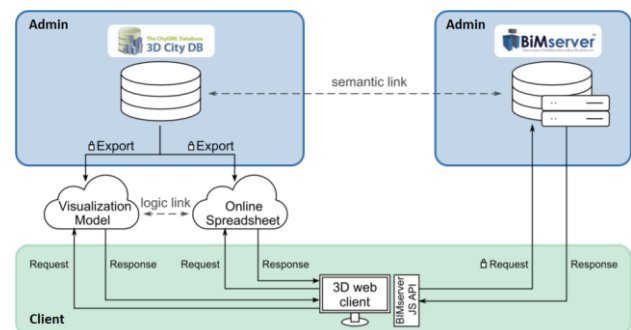 Admin
The CityGML Database
3D City DB
Admin
BiMserver
semantic link
Export
Export
Visualization
Model
logic link
Online
Spreadsheet
Request
Response
Request
Response
3D web
client
BIMserver
JS API
Request
Response
Client